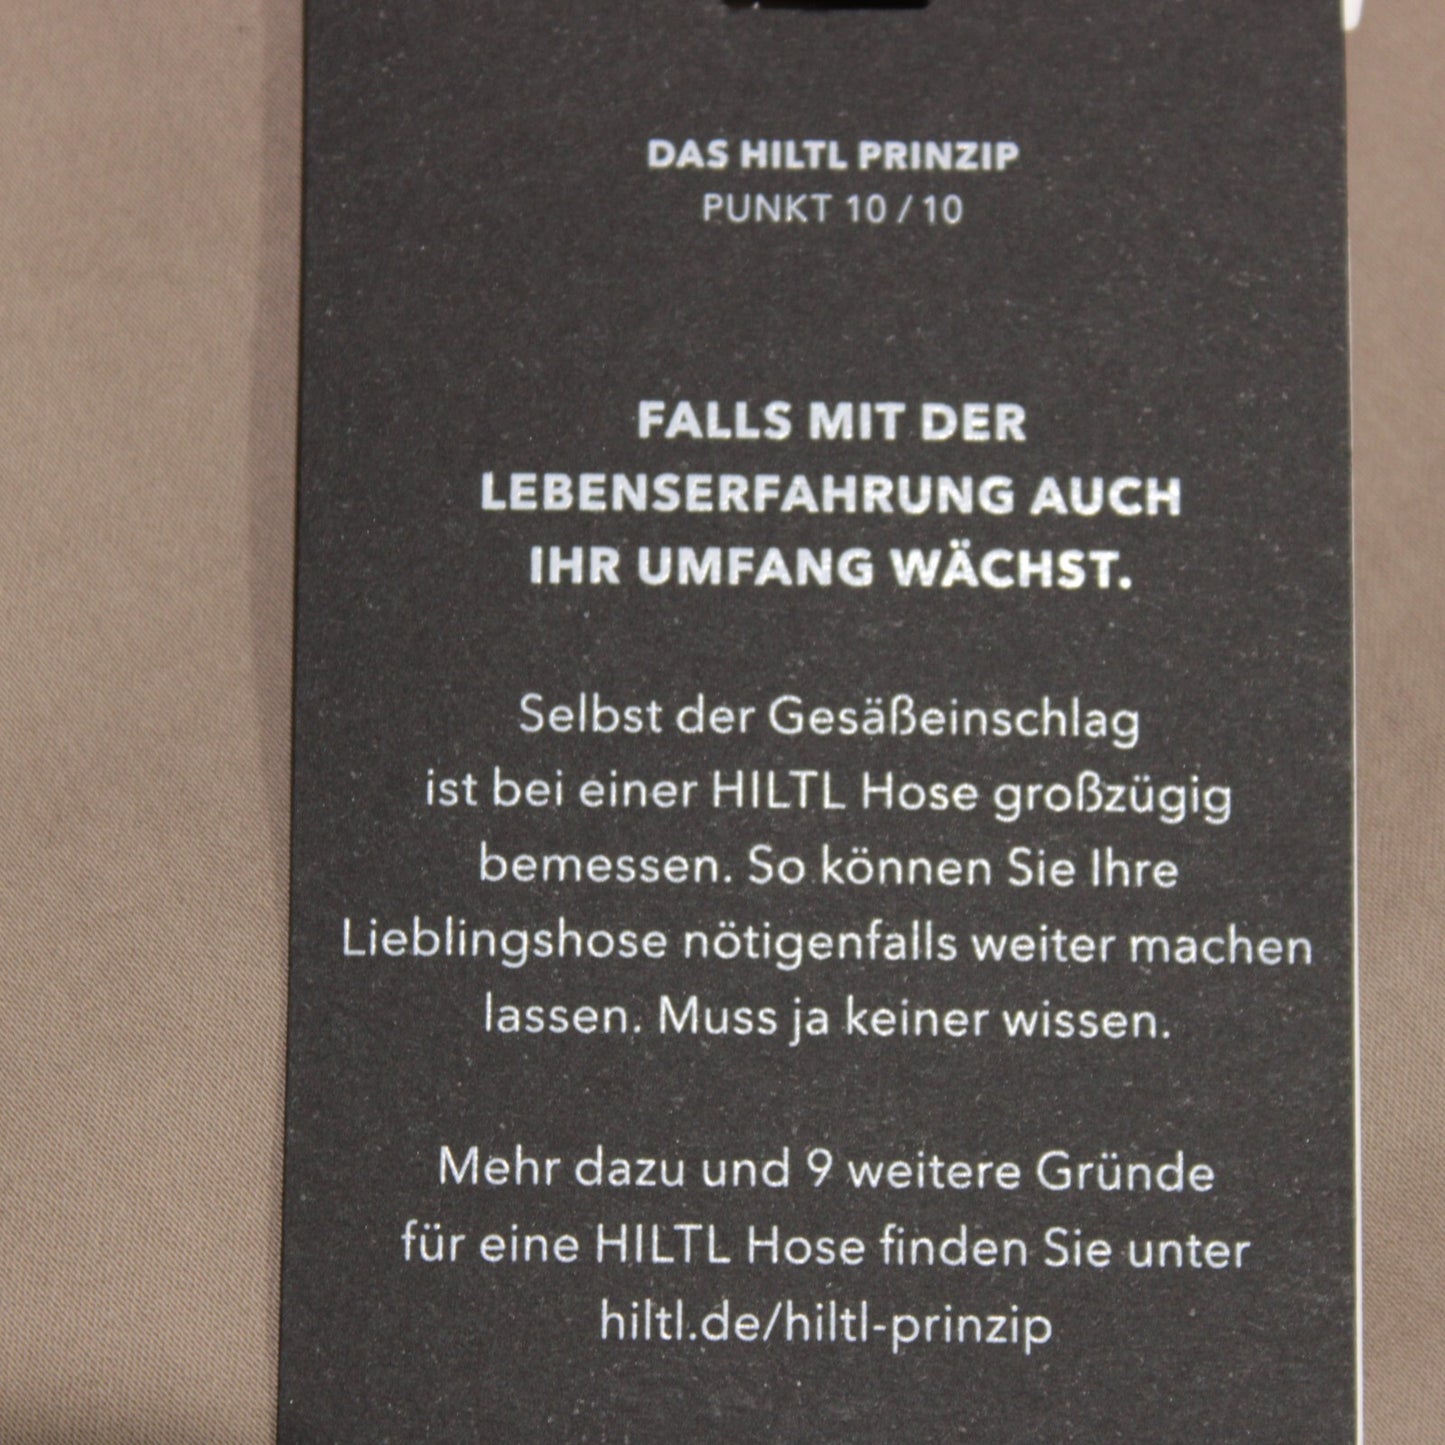 DAS HILTL PRINZIP
PUNKT 10 / 10
FALLS MIT DER
LEBENSERFAHRUNG AUCH
IHR UMFANG WÄCHST.
Selbst der Gesäßeinschlag
ist bei einer HILTL Hose großzügig
bemessen. So können Sie Ihre
Lieblingshose nötigenfalls weiter machen
lassen. Muss ja keiner wissen.
Mehr dazu und 9 weitere Gründe
für eine HILTL Hose finden Sie unter
hiltl.de/hiltl-prinzip